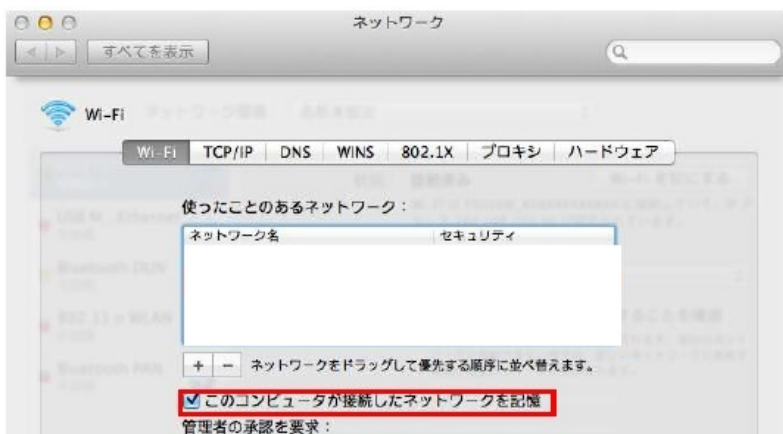 ネットワーク
すべてを表示
Wi-Fi
Wi-Fi TCP/IP DNS WINS 802.1X プロキシ ハードウェア
使ったことのあるネットワーク：
ネットワーク名 セキュリティ
+ − ネットワークをドラッグして優先する順序に並べ替えます。
このコンピュータが接続したネットワークを記憶
管理者の承認を要求：